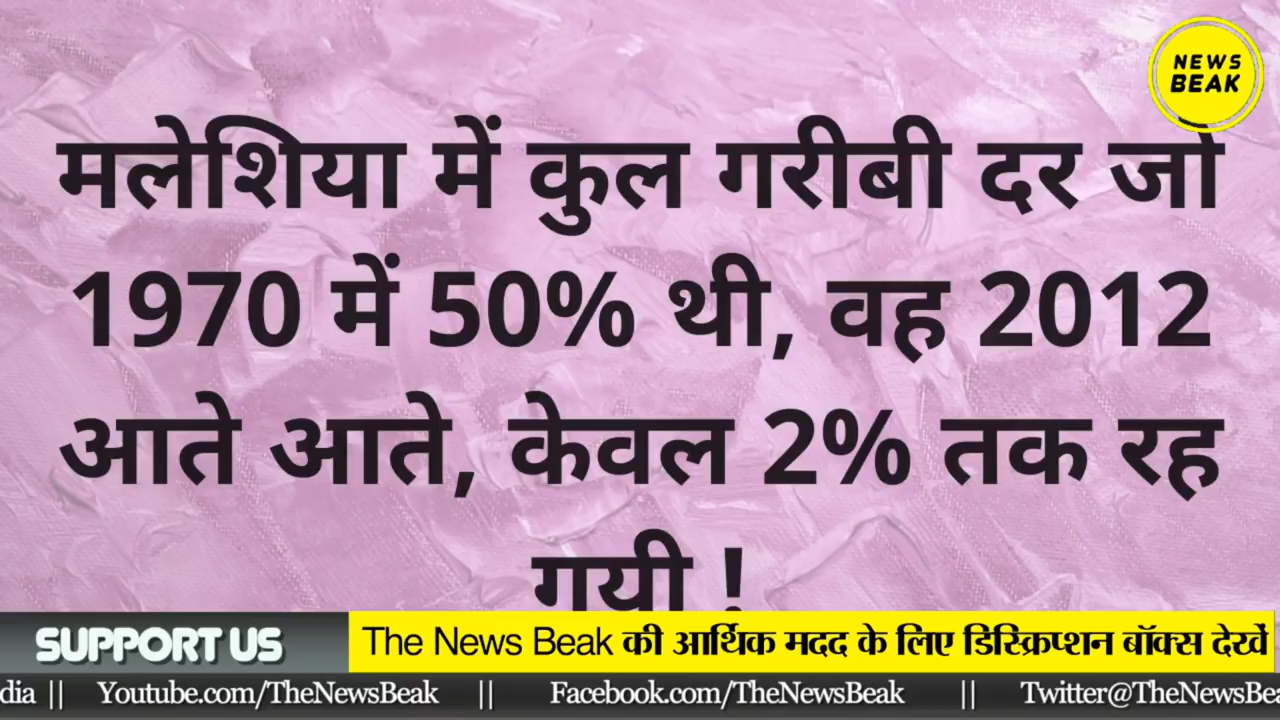 NEWS
BEAK
मलेशिया में कुल गरीबी दर जो
1970 में 50% थी, वह 2012
आते आते, केवल 2% तक रह
गयी !
SUPPORT US
The News Beak की आर्थिक मदद के लिए डिस्क्रिप्शन बॉक्स देखें
dia || Youtube.com/TheNewsBeak || Facebook.com/TheNewsBeak || Twitter@TheNewsBea